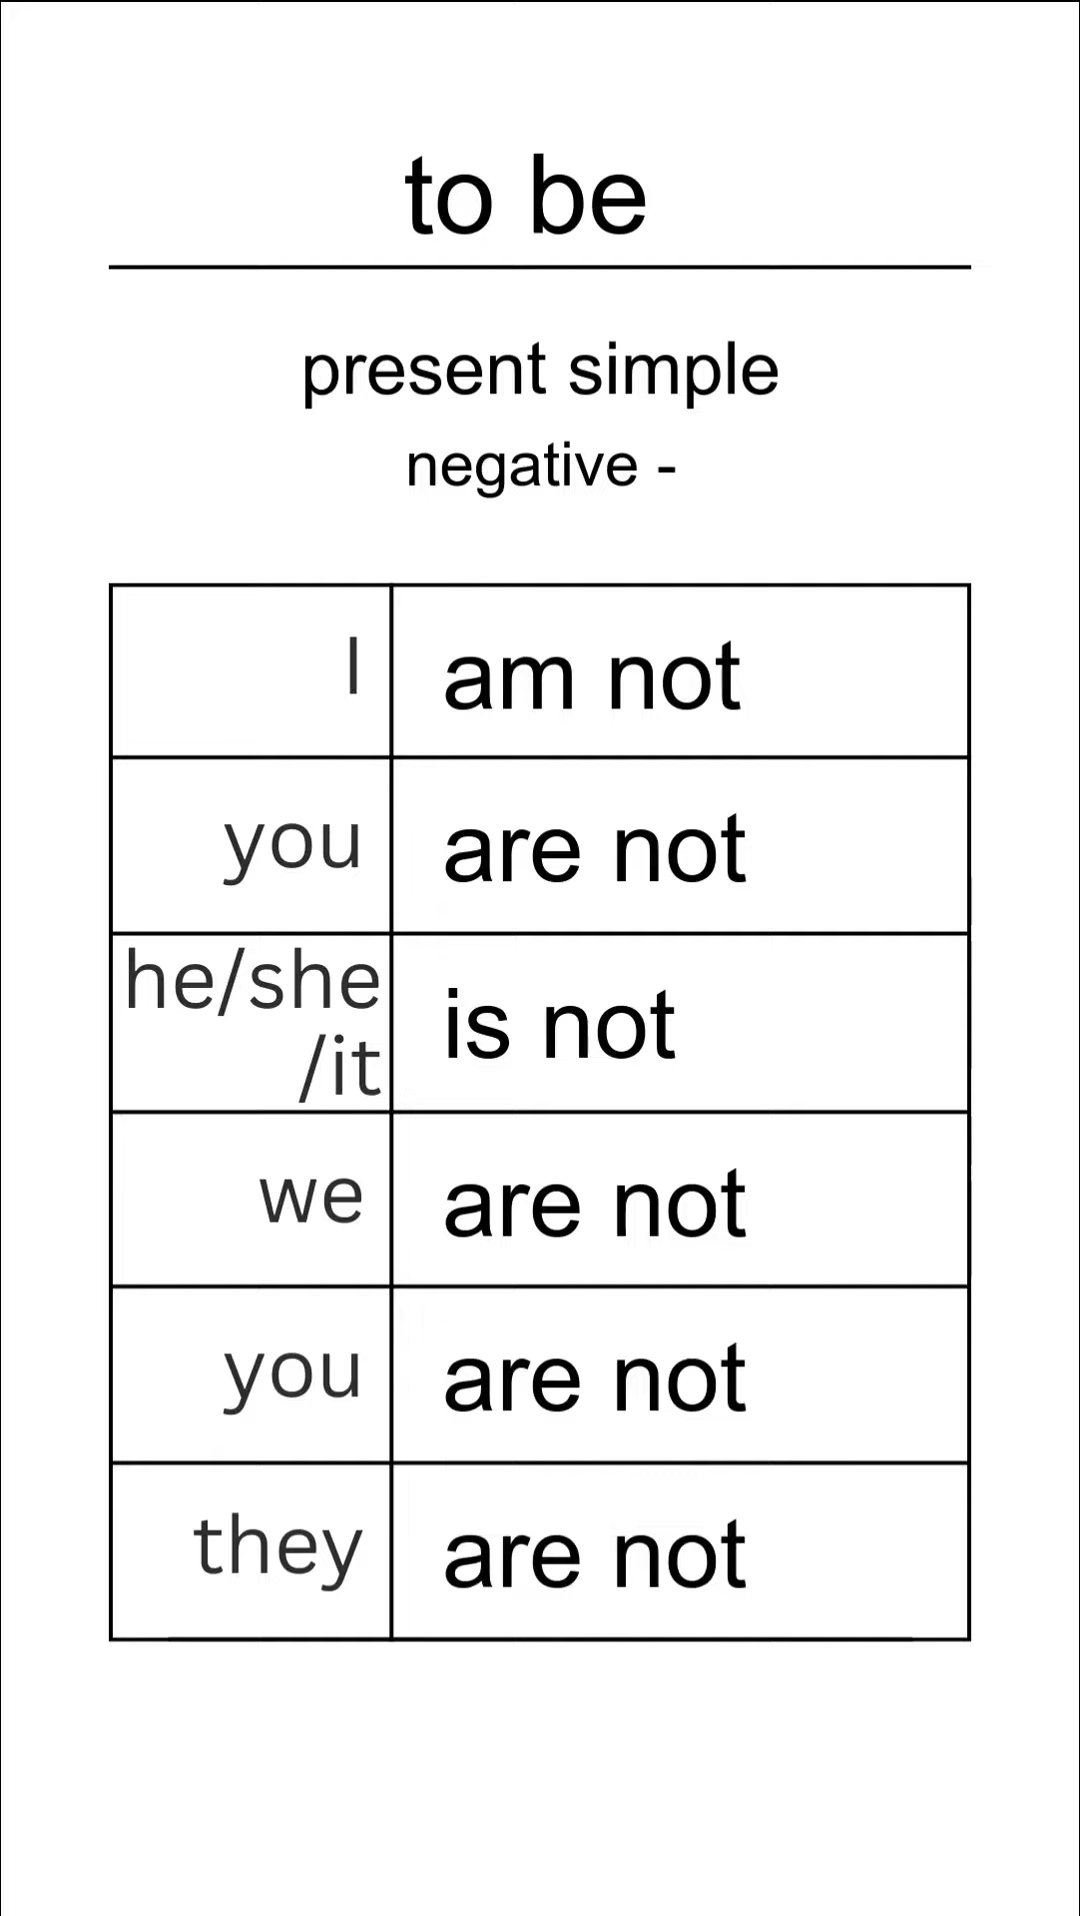 to be
present simple
negative -
I am not
you are not
he/she
/it is not
we are not
you are not
they are not